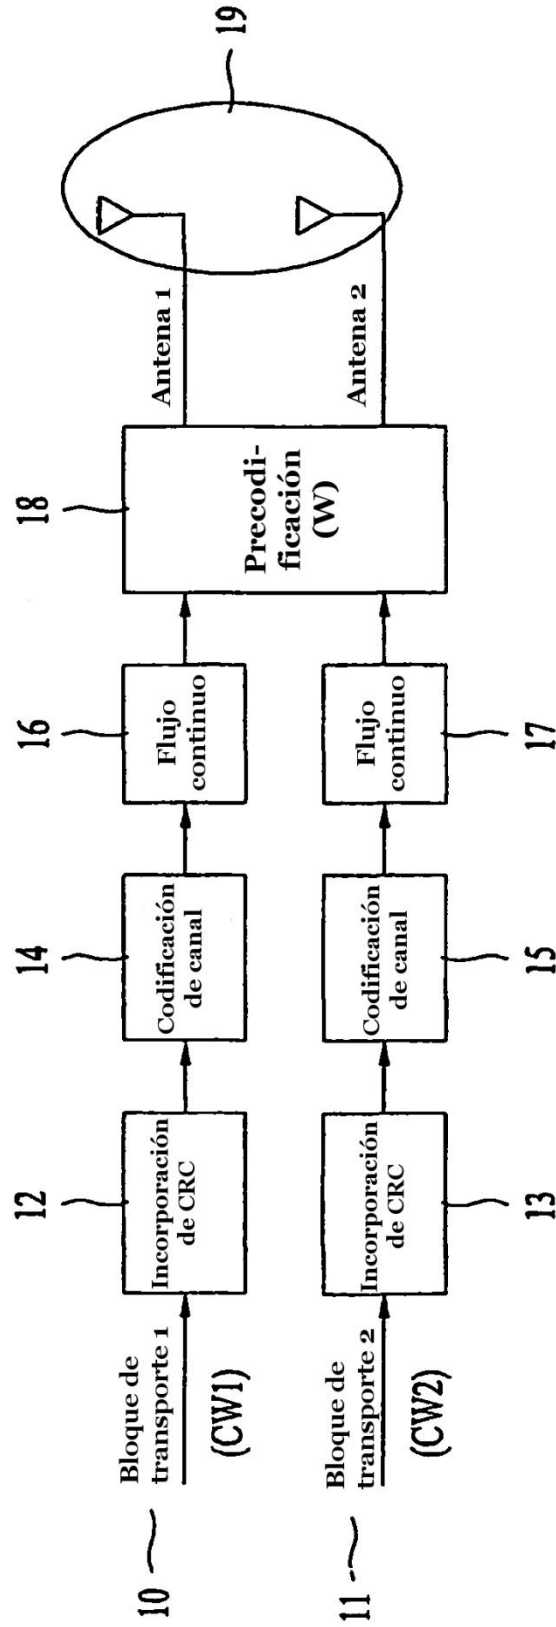 10
Bloque de
transporte 1
(CW1)
12
Incorporación
de CRC
14
Codificación
de canal
16
Flujo
continuo
18
Precodi-
ficación
(W)
Antena 1
19
11
Bloque de
transporte 2
(CW2)
13
Incorporación
de CRC
15
Codificación
de canal
17
Flujo
continuo
Antena 2